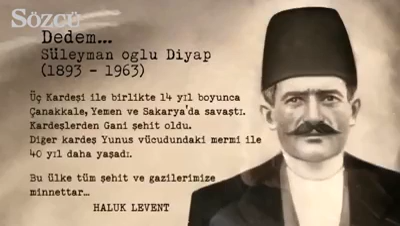 Sözcü
Dedem...
Süleyman oglu Diyap
(1893 - 1963)
Üç Kardeşi ile birlikte 14 yıl boyunca
Çanakkale, Yemen ve Sakarya'da savaştı.
Kardeşlerden Gani şehit oldu.
Diğer kardeş Yunus vücudundaki mermi ile
40 yıl daha yaşadı.
Bu ülke tüm şehit ve gazilerimize
minnettar...
HALUK LEVENT